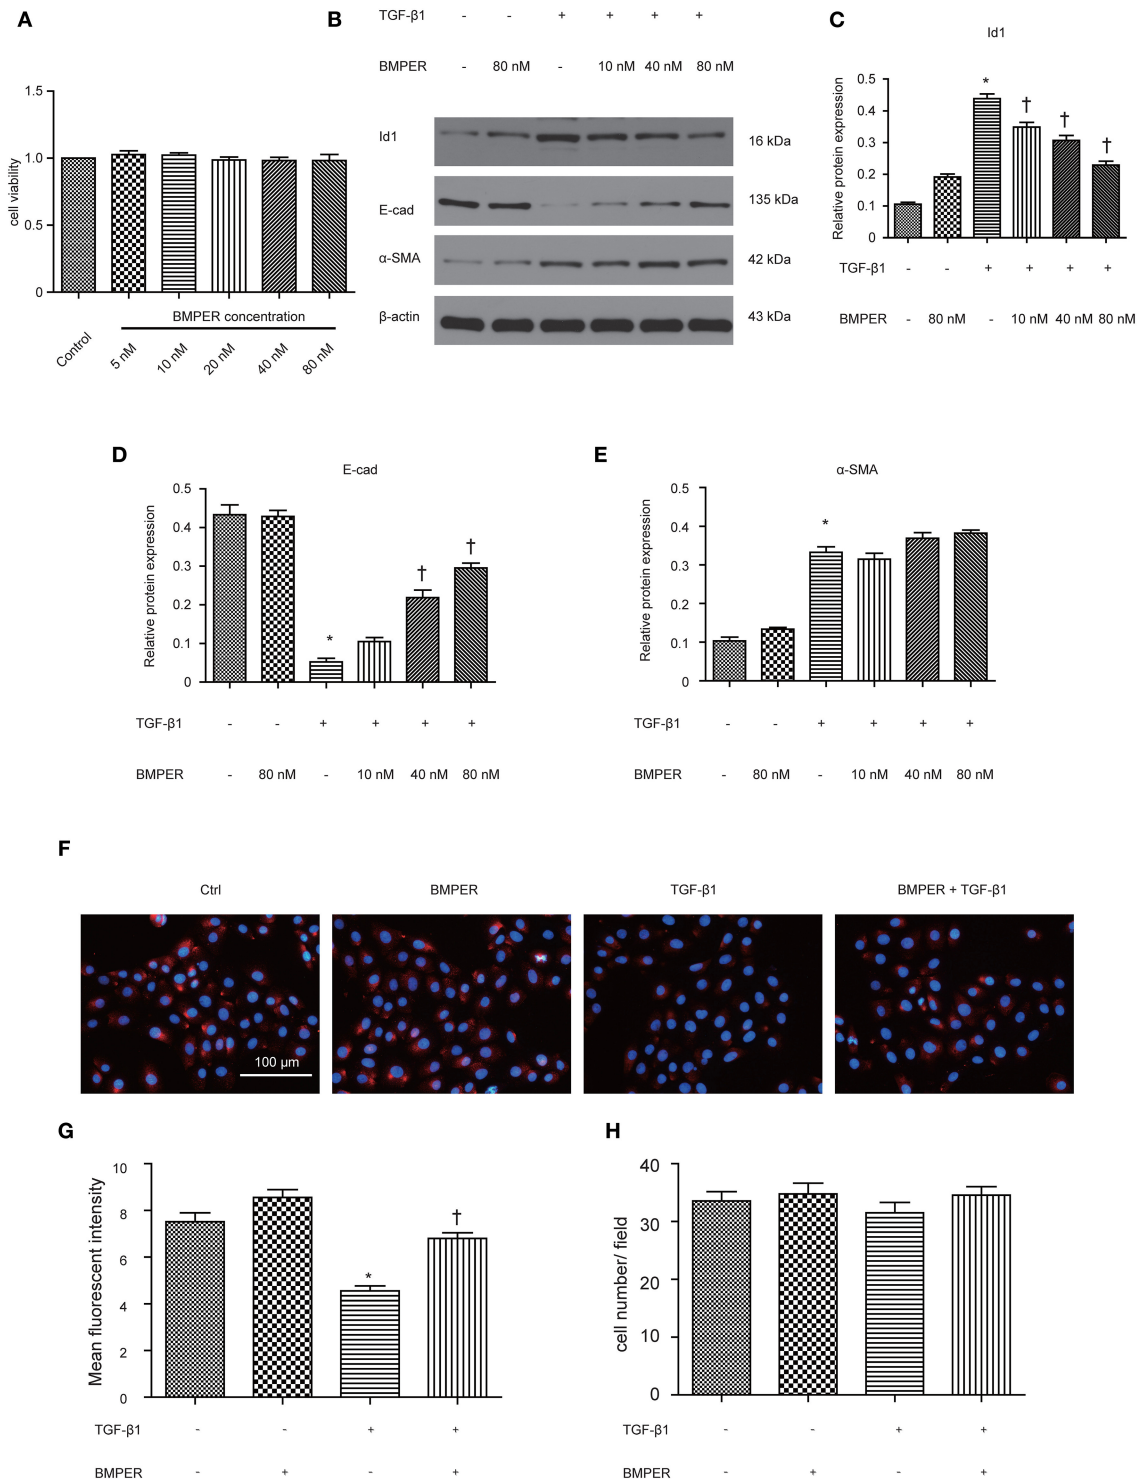 A
cell viability
1.5
1.0
0.5
0
BMPER concentration
Control
5 nM
10 nM
20 nM
40 nM
80 nM
B
TGF-β1 - - + + + +
BMPER - 80 nM - 10 nM 40 nM 80 nM
Id1 16 kDa
E-cad 135 kDa
α-SMA 42 kDa
β-actin 43 kDa
C
Id1
Relative protein expression
0.5
0.4
0.3
0.2
0.1
0
*
†
†
†
TGF-β1 - - + + + +
BMPER - 80 nM - 10 nM 40 nM 80 nM
D
E-cad
Relative protein expression
0.5
0.4
0.3
0.2
0.1
0
*
†
†
TGF-β1 - - + + + +
BMPER - 80 nM - 10 nM 40 nM 80 nM
E
α-SMA
Relative protein expression
0.5
0.4
0.3
0.2
0.1
0
*
TGF-β1 - - + + + +
BMPER - 80 nM - 10 nM 40 nM 80 nM
F
Ctrl BMPER TGF-β1 BMPER + TGF-β1
100 μm
G
Mean fluorescent intensity
10
8
6
4
2
0
*
†
TGF-β1 - - + +
BMPER - + - +
H
cell number/ field
40
30
20
10
0
TGF-β1 - - + +
BMPER - + - +